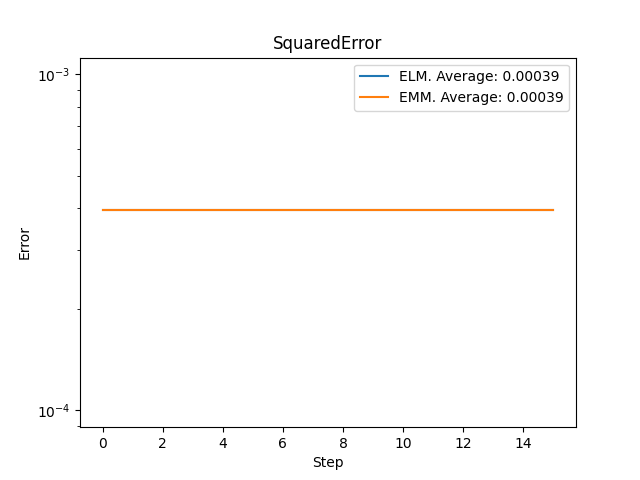 SquaredError
ELM. Average: 0.00039
EMM. Average: 0.00039
10⁻³
Error
10⁻⁴
0 2 4 6 8 10 12 14
Step